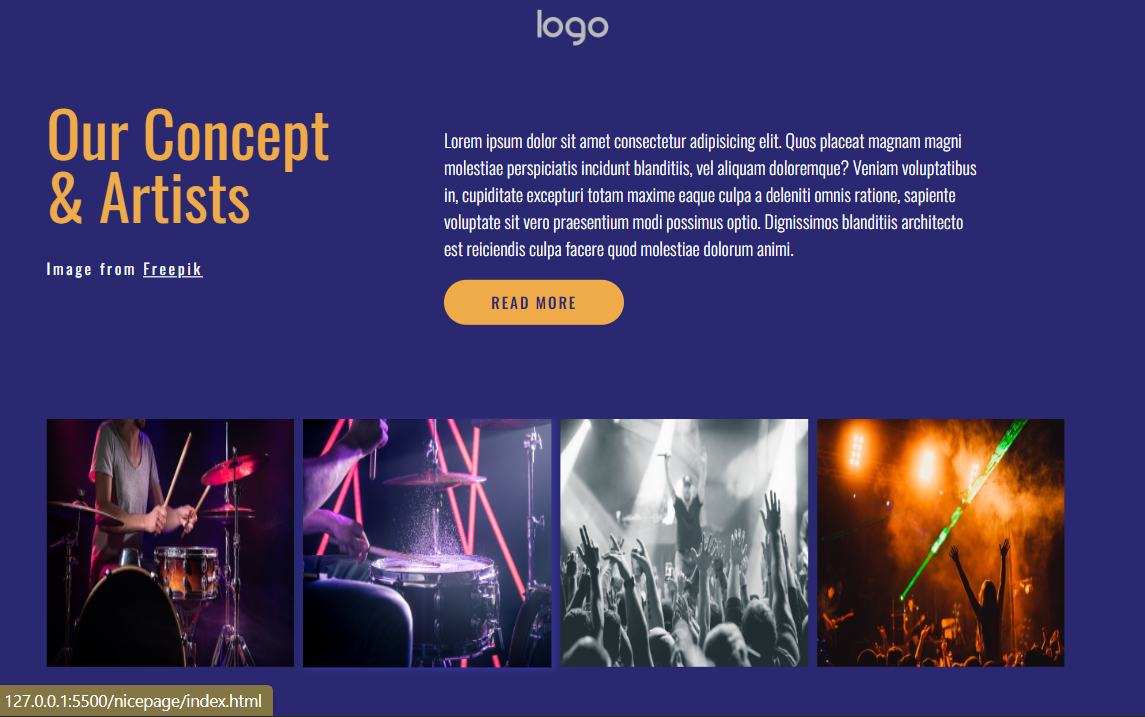 logo
Our Concept
& Artists
Image from Freepik
Lorem ipsum dolor sit amet consectetur adipisicing elit. Quos placeat magnam magni
molestiae perspiciatis incidunt blanditiis, vel aliquam doloremque? Veniam voluptatibus
in, cupiditate excepturi totam maxime eaque culpa a deleniti omnis ratione, sapiente
voluptate sit vero praesentium modi possimus optio. Dignissimos blanditiis architecto
est reiciendis culpa facere quod molestiae dolorum animi.
READ MORE
127.0.0.1:5500/nicepage/index.html